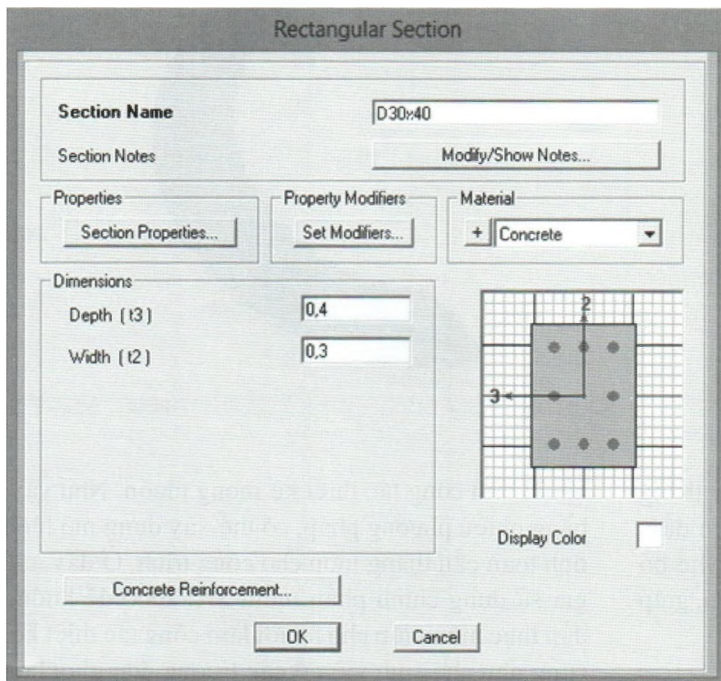 Rectangular Section
Section Name D30x40
Section Notes Modify/Show Notes...
Properties
Section Properties...
Property Modifiers
Set Modifiers...
Material
+ Concrete
Dimensions
Depth ( t3 ) 0,4
Width ( t2 ) 0,3
2
3
Display Color
Concrete Reinforcement...
OK Cancel